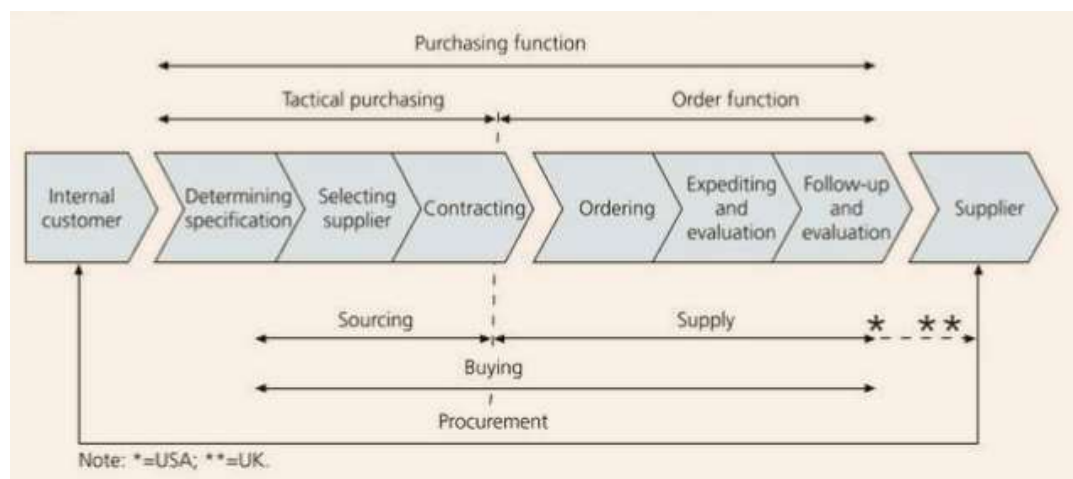 Purchasing function
Tactical purchasing
Order function
Internal
customer
Determining
specification
Selecting
supplier
Contracting
Ordering
Expediting
and
evaluation
Follow-up
and
evaluation
Supplier
Sourcing
Supply
* **
Buying
Procurement
Note: *=USA; **=UK.